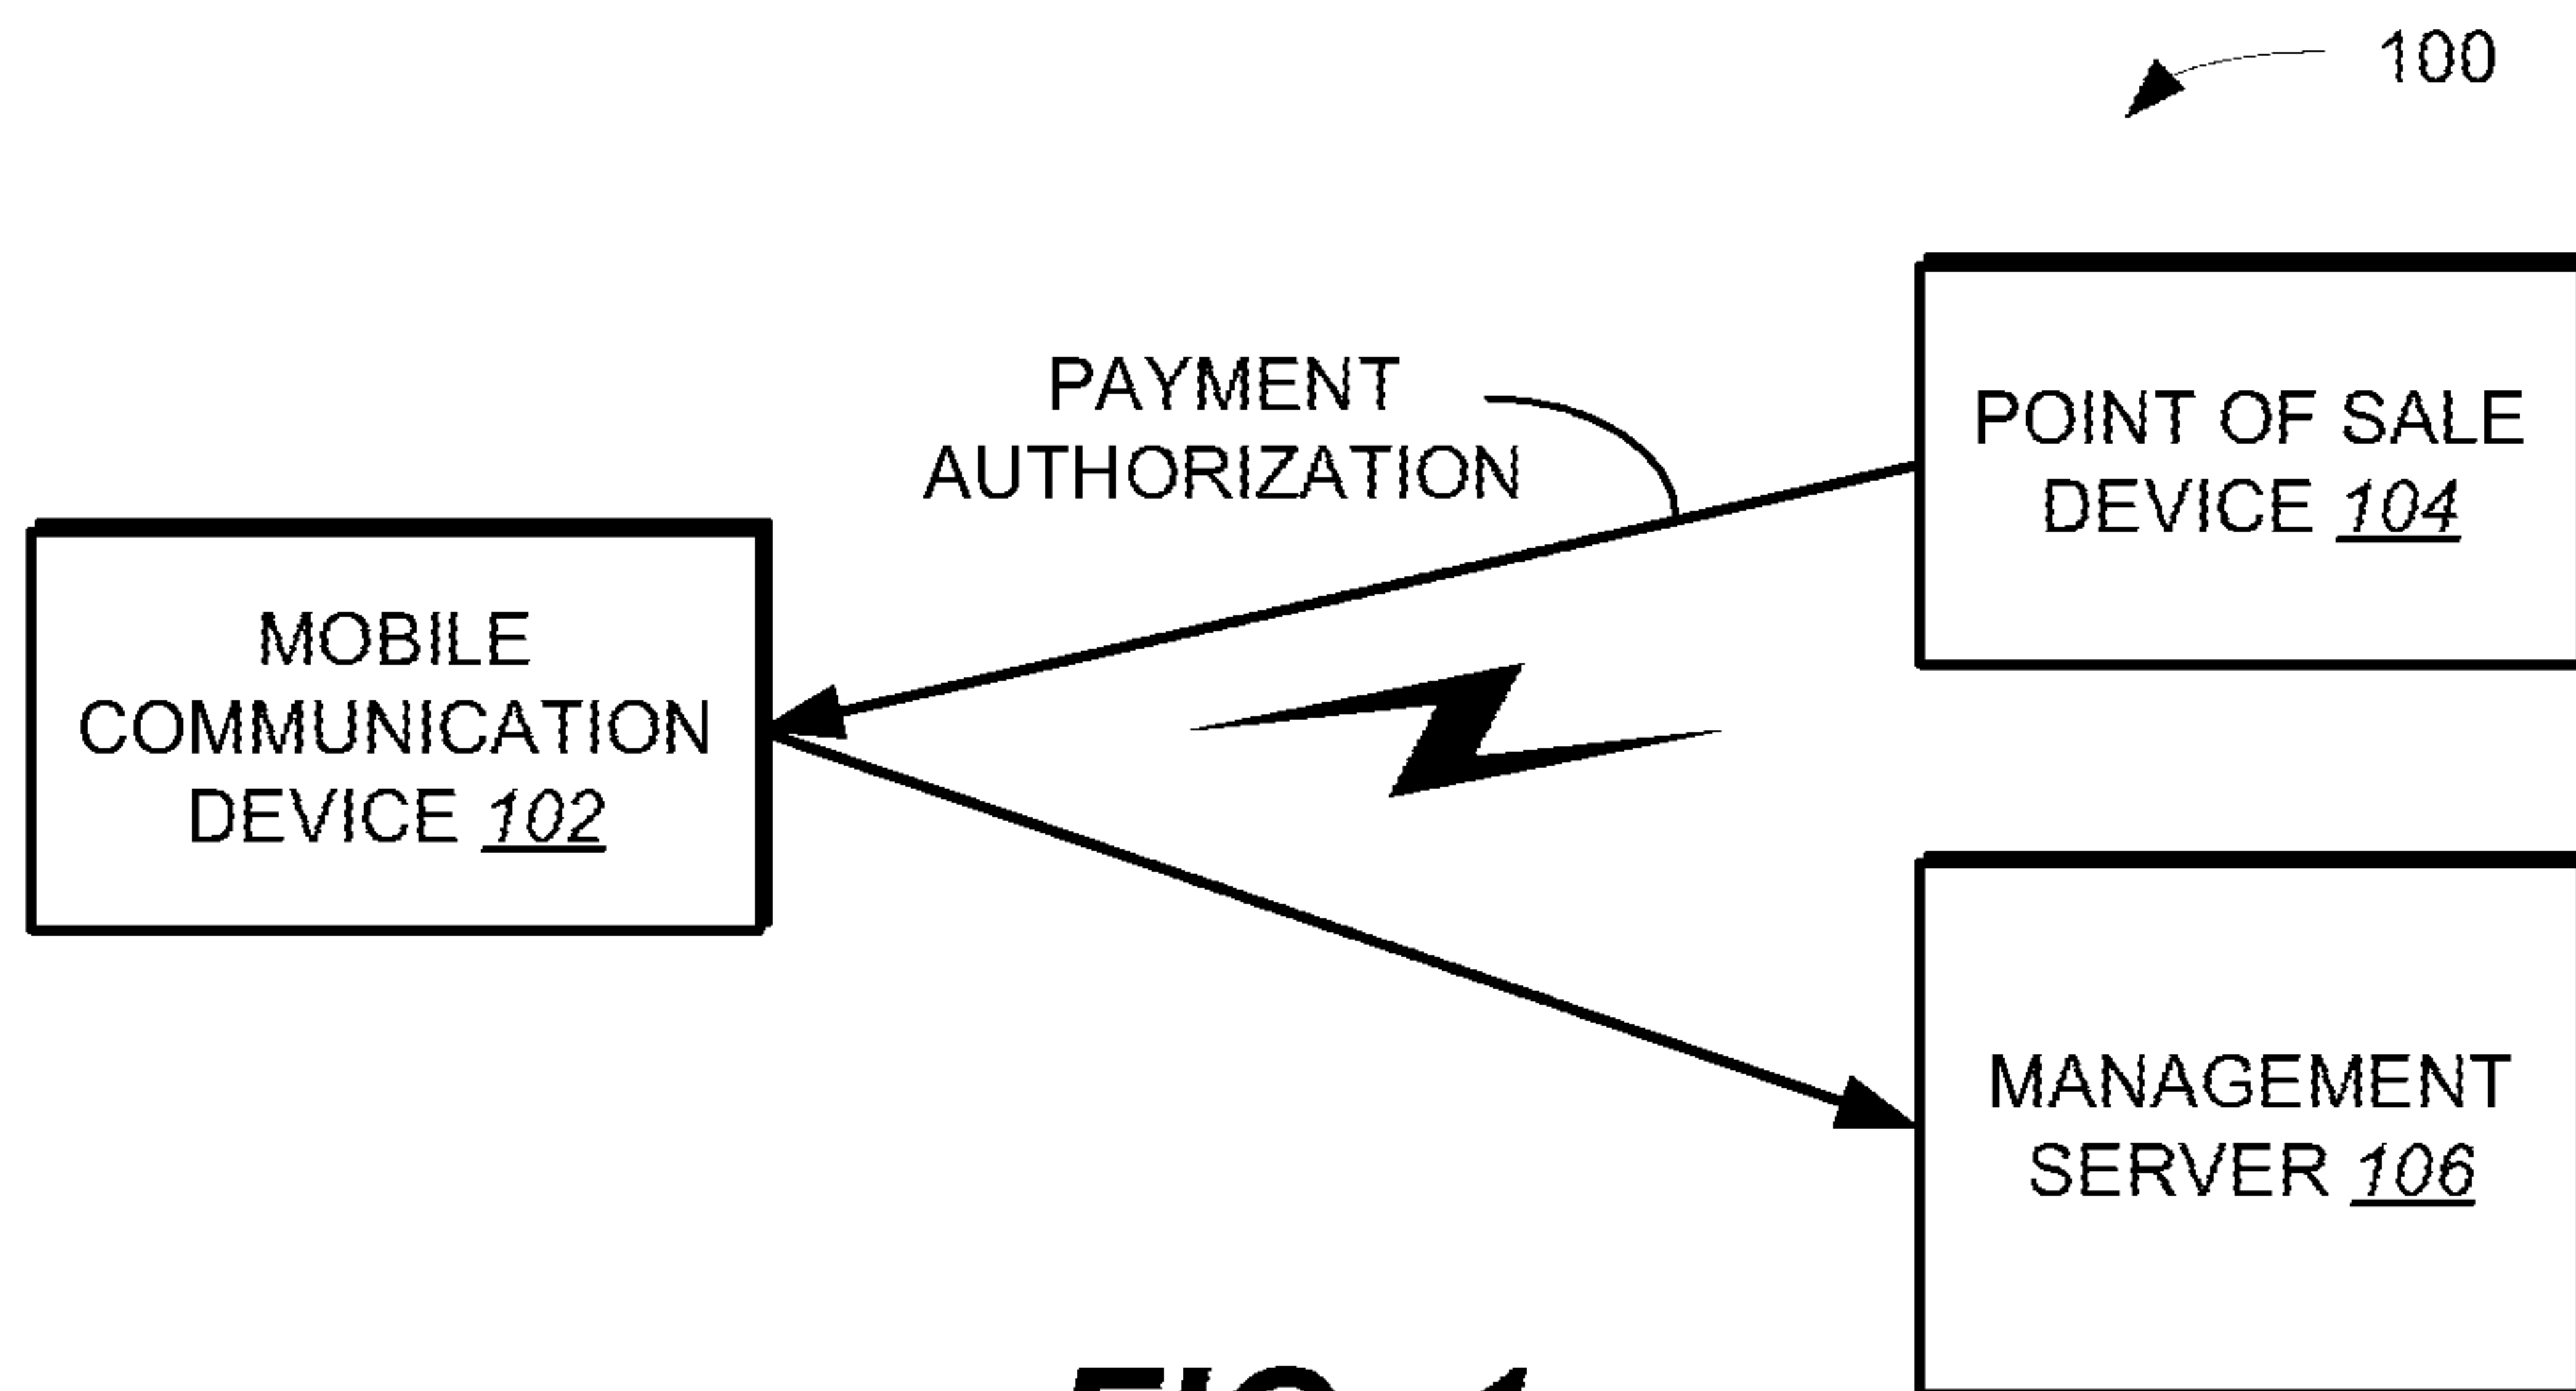 100
PAYMENT
AUTHORIZATION
POINT OF SALE
DEVICE 104
MOBILE
COMMUNICATION
DEVICE 102
MANAGEMENT
SERVER 106